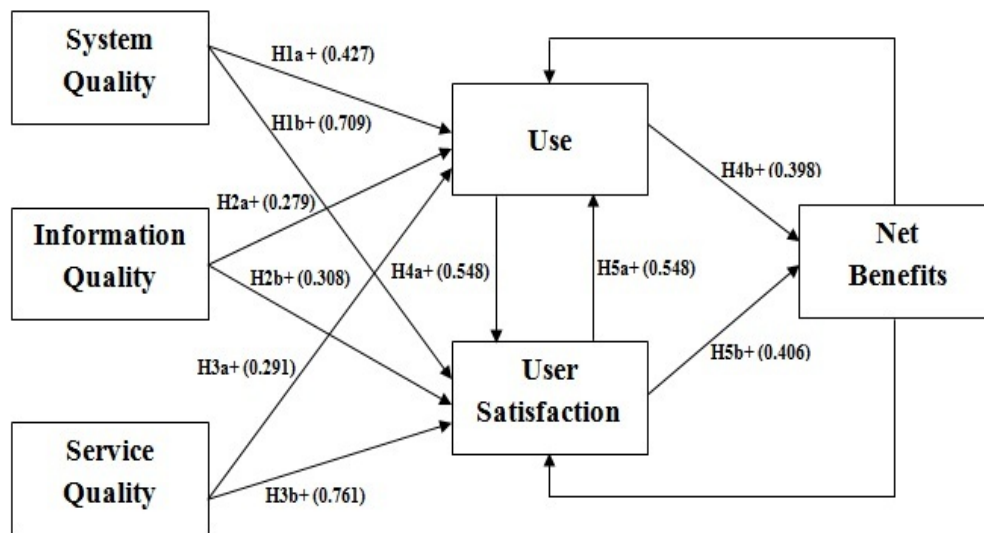 System
Quality
H1a+ (0.427)
H1b+ (0.709)
Use
H4b+ (0.398)
H2a+ (0.279)
Information
Quality
H2b+ (0.308)
H4a+ (0.548)
H5a+ (0.548)
Net
Benefits
H3a+ (0.291)
User
Satisfaction
H5b+ (0.406)
Service
Quality
H3b+ (0.761)